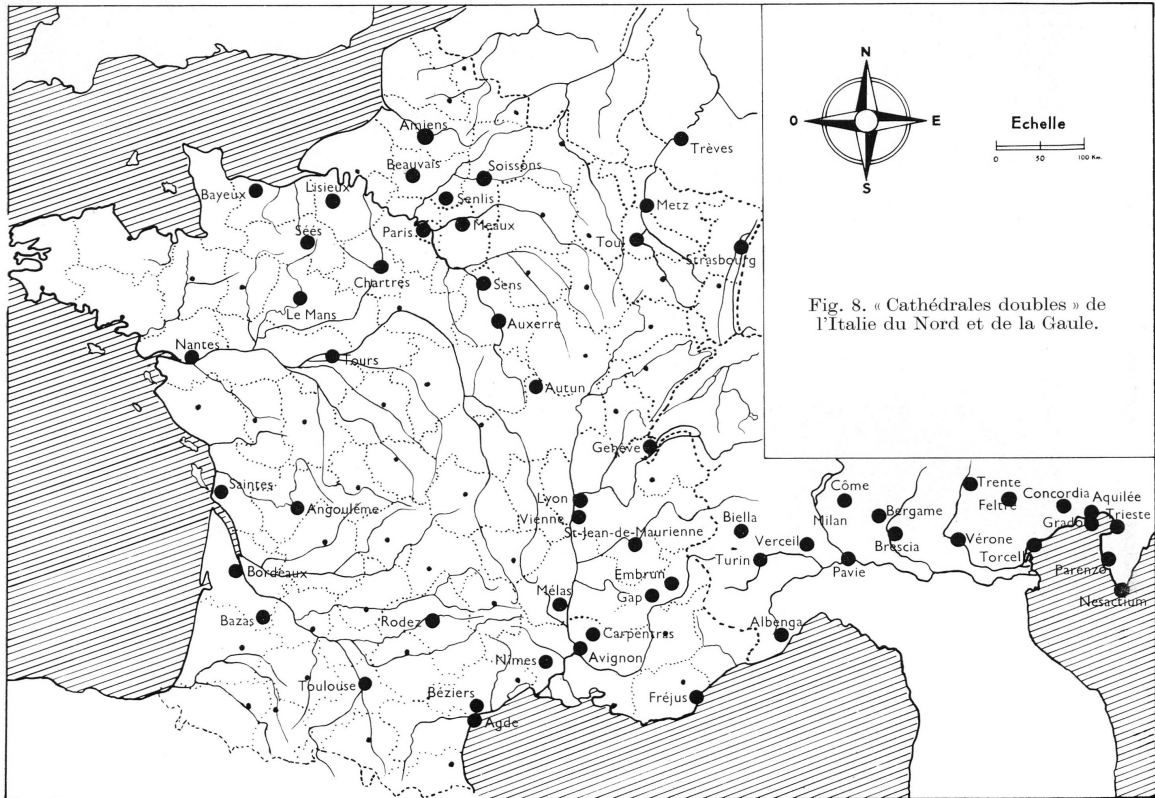 N
O
E
S
Echelle
0 50 100 Km.
Fig. 8. « Cathédrales doubles » de
l'Italie du Nord et de la Gaule.
Amiens
Trèves
Beauvais
Soissons
Bayeux
Lisieux
Senlis
Metz
Paris
Meaux
Séés
Toul
Strasbourg
Chartres
Sens
Le Mans
Auxerre
Nantes
Tours
Autun
Genève
Saintes
Angoulême
Lyon
Vienne
St-Jean-de-Maurienne
Biella
Côme
Milan
Bergame
Trente
Feltre
Concordia
Aquilée
Grado
Trieste
Verceil
Brescia
Vérone
Turin
Pavie
Torcell
Parenzo
Nesactium
Bordeaux
Embrun
Gap
Mélas
Bazas
Rodez
Carpentras
Albenga
Avignon
Nîmes
Toulouse
Béziers
Fréjus
Agde